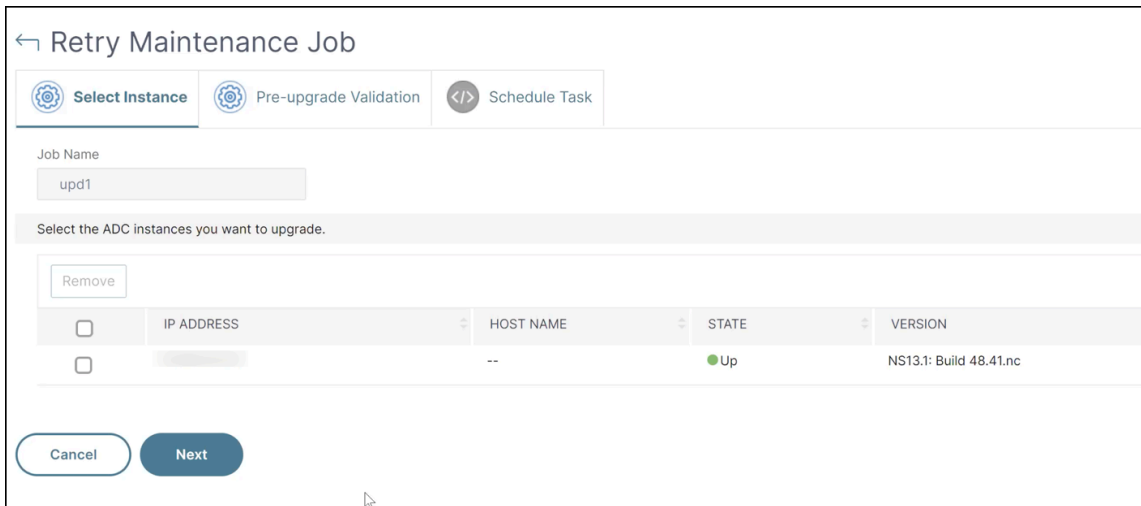 Retry Maintenance Job
Select Instance Pre-upgrade Validation </> Schedule Task
Job Name
upd1
Select the ADC instances you want to upgrade.
Remove
IP ADDRESS HOST NAME STATE VERSION
-- Up NS13.1: Build 48.41.nc
Cancel Next